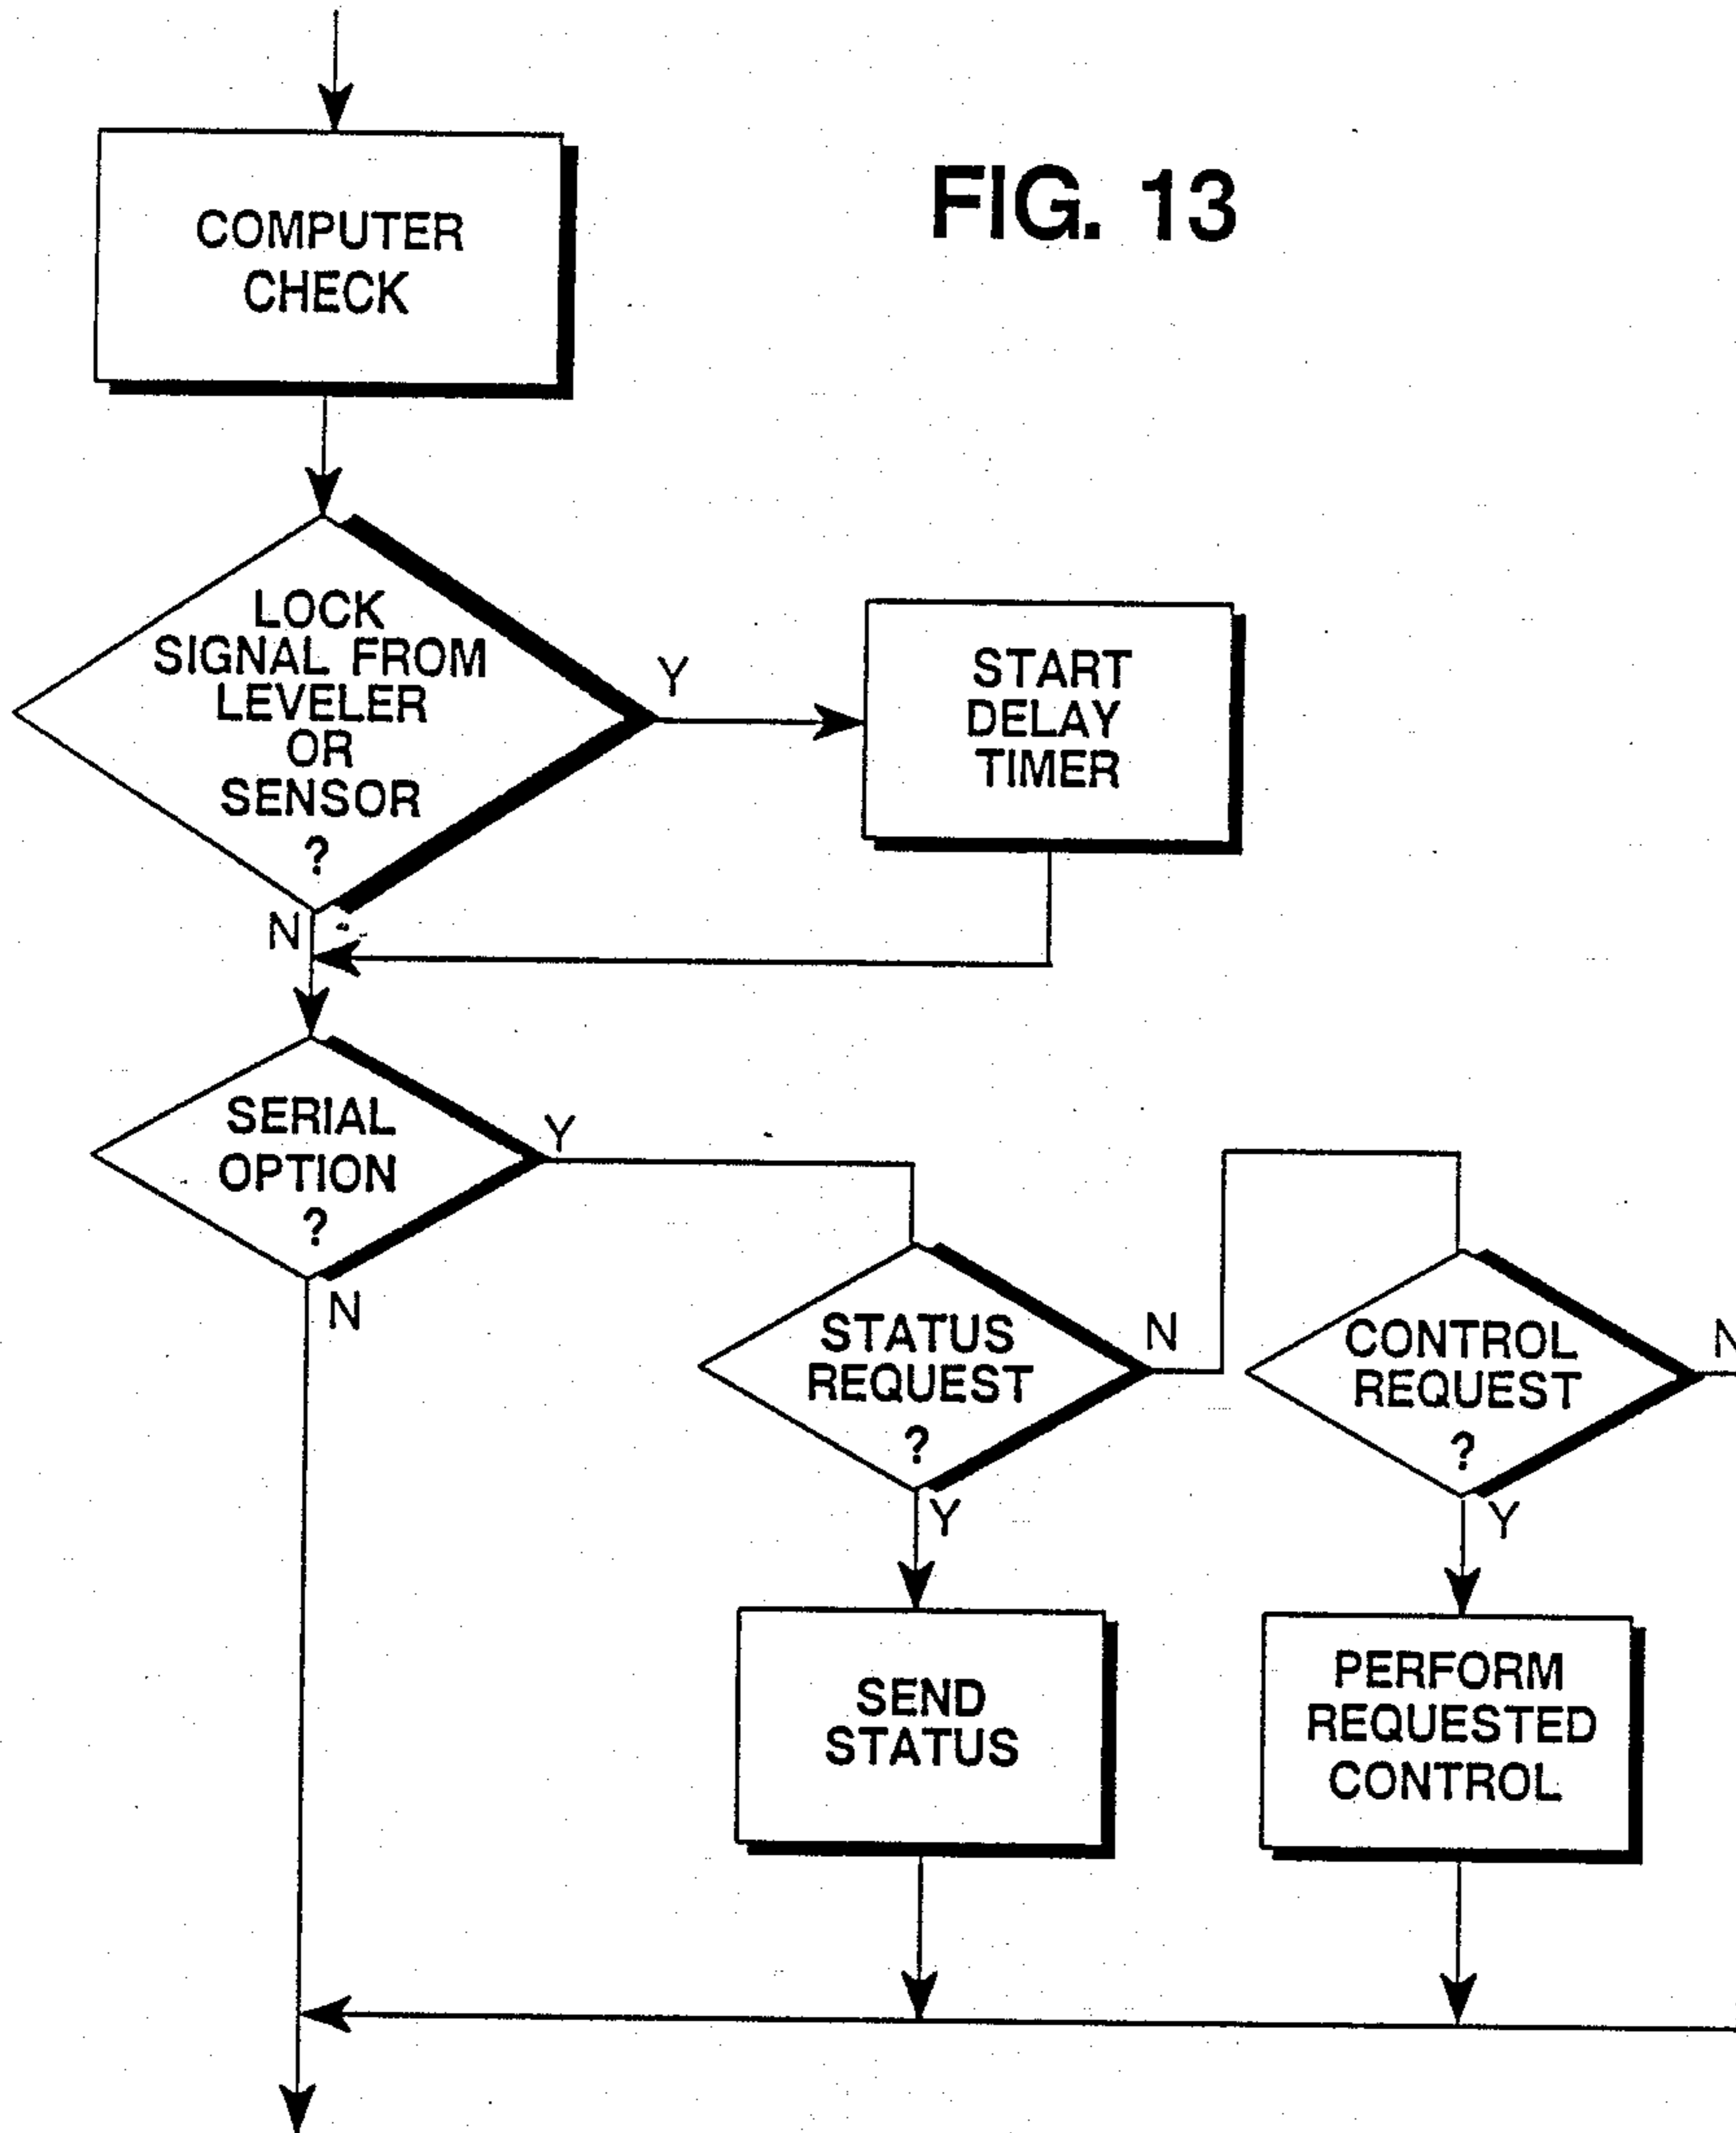 FIG. 13
COMPUTER
CHECK
LOCK
SIGNAL FROM
LEVELER
OR
SENSOR
?
Y
START
DELAY
TIMER
N
SERIAL
OPTION
?
Y
N
STATUS
REQUEST
?
N
Y
CONTROL
REQUEST
?
N
Y
SEND
STATUS
PERFORM
REQUESTED
CONTROL